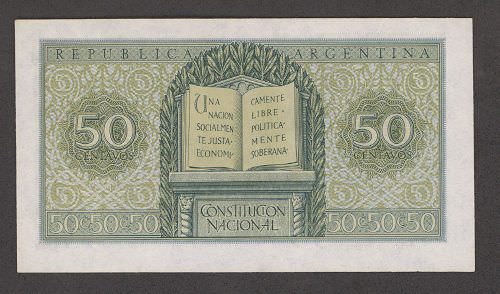 REPUBLICA ARGENTINA
UNA
NACION
SOCIALMEN
TE JUSTA·
ECONOMI·
CAMENTE
LIBRE·
POLITICA·
MENTE
SOBERANA·
50
CENTAVOS
50
CENTAVOS
CONSTITUCION
NACIONAL
50¢50¢50
50¢50¢50